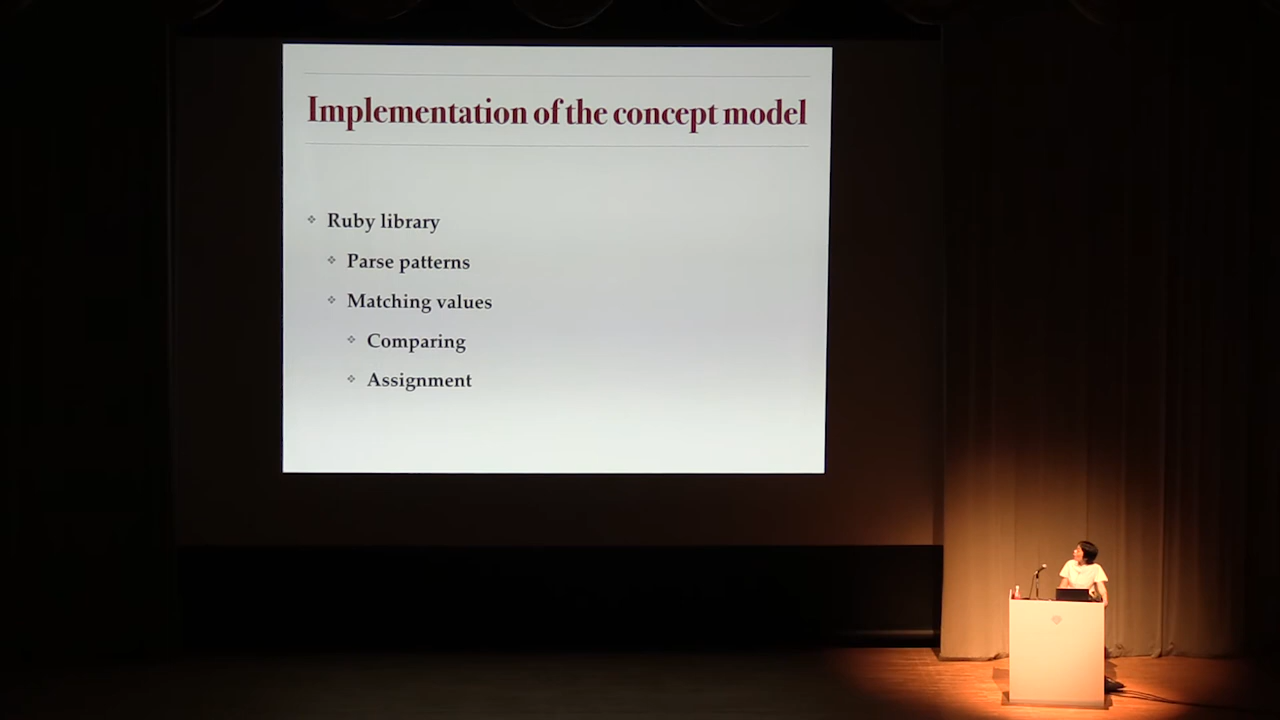 Implementation of the concept model
Ruby library
Parse patterns
Matching values
Comparing
Assignment